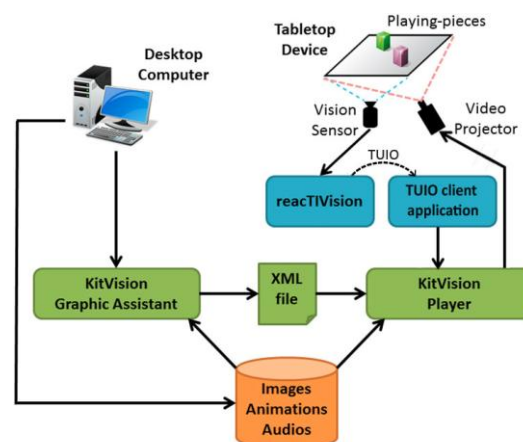 Desktop
Computer
Tabletop
Device
Playing-pieces
Vision
Sensor
Video
Projector
TUIO
reacTIVision
TUIO client
application
KitVision
Graphic Assistant
XML
file
KitVision
Player
Images
Animations
Audios